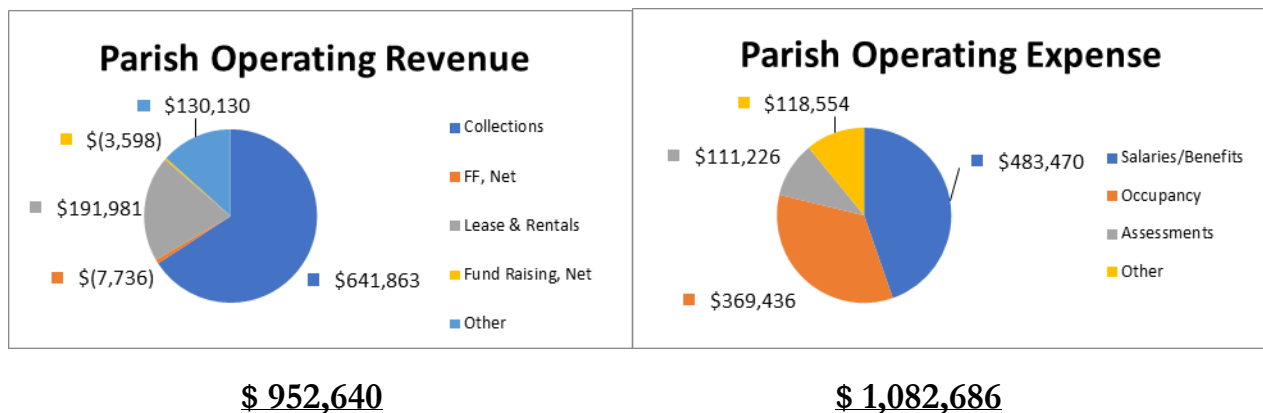 Parish Operating Revenue
$130,130
$(3,598)
$191,981
$(7,736)
$641,863
Collections
FF, Net
Lease & Rentals
Fund Raising, Net
Other
$ 952,640
Parish Operating Expense
$118,554
$111,226
$483,470
$369,436
Salaries/Benefits
Occupancy
Assessments
Other
$ 1,082,686